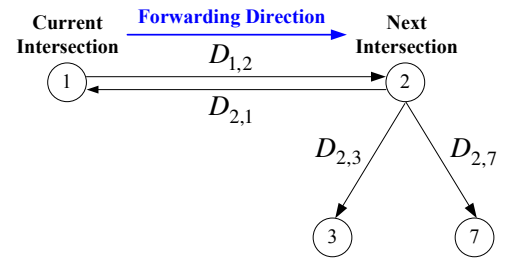 Current
Intersection
Forwarding Direction
Next
Intersection
D1,2
1
2
D2,1
D2,3
D2,7
3
7